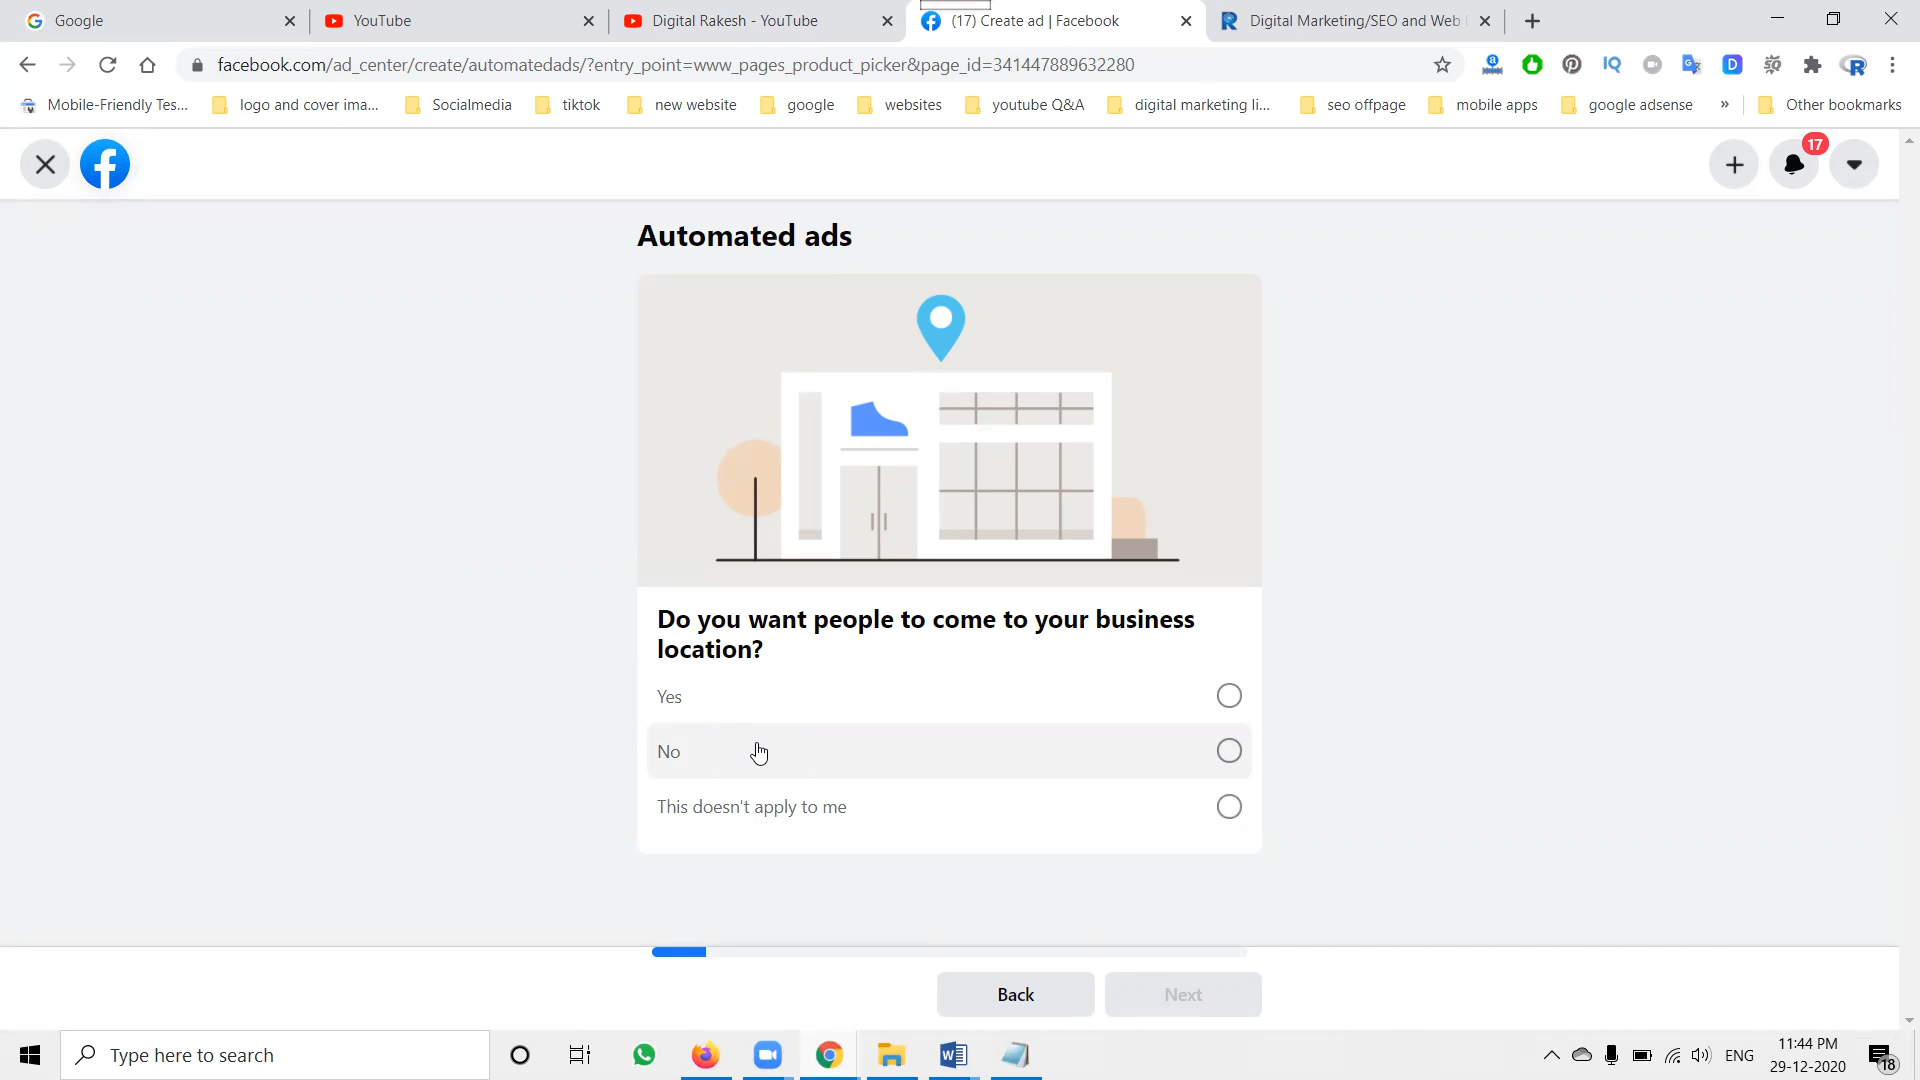 Google
YouTube
Digital Rakesh - YouTube
(17) Create ad | Facebook
Digital Marketing/SEO and Web
facebook.com/ad_center/create/automatedads/?entry_point=www_pages_product_picker&page_id=341447889632280
Mobile-Friendly Tes...
logo and cover ima...
Socialmedia
tiktok
new website
google
websites
youtube Q&A
digital marketing li...
seo offpage
mobile apps
google adsense
»
Other bookmarks
17
Automated ads
Do you want people to come to your business
location?
Yes
No
This doesn't apply to me
Back
Next
Type here to search
ENG
11:44 PM
29-12-2020
18